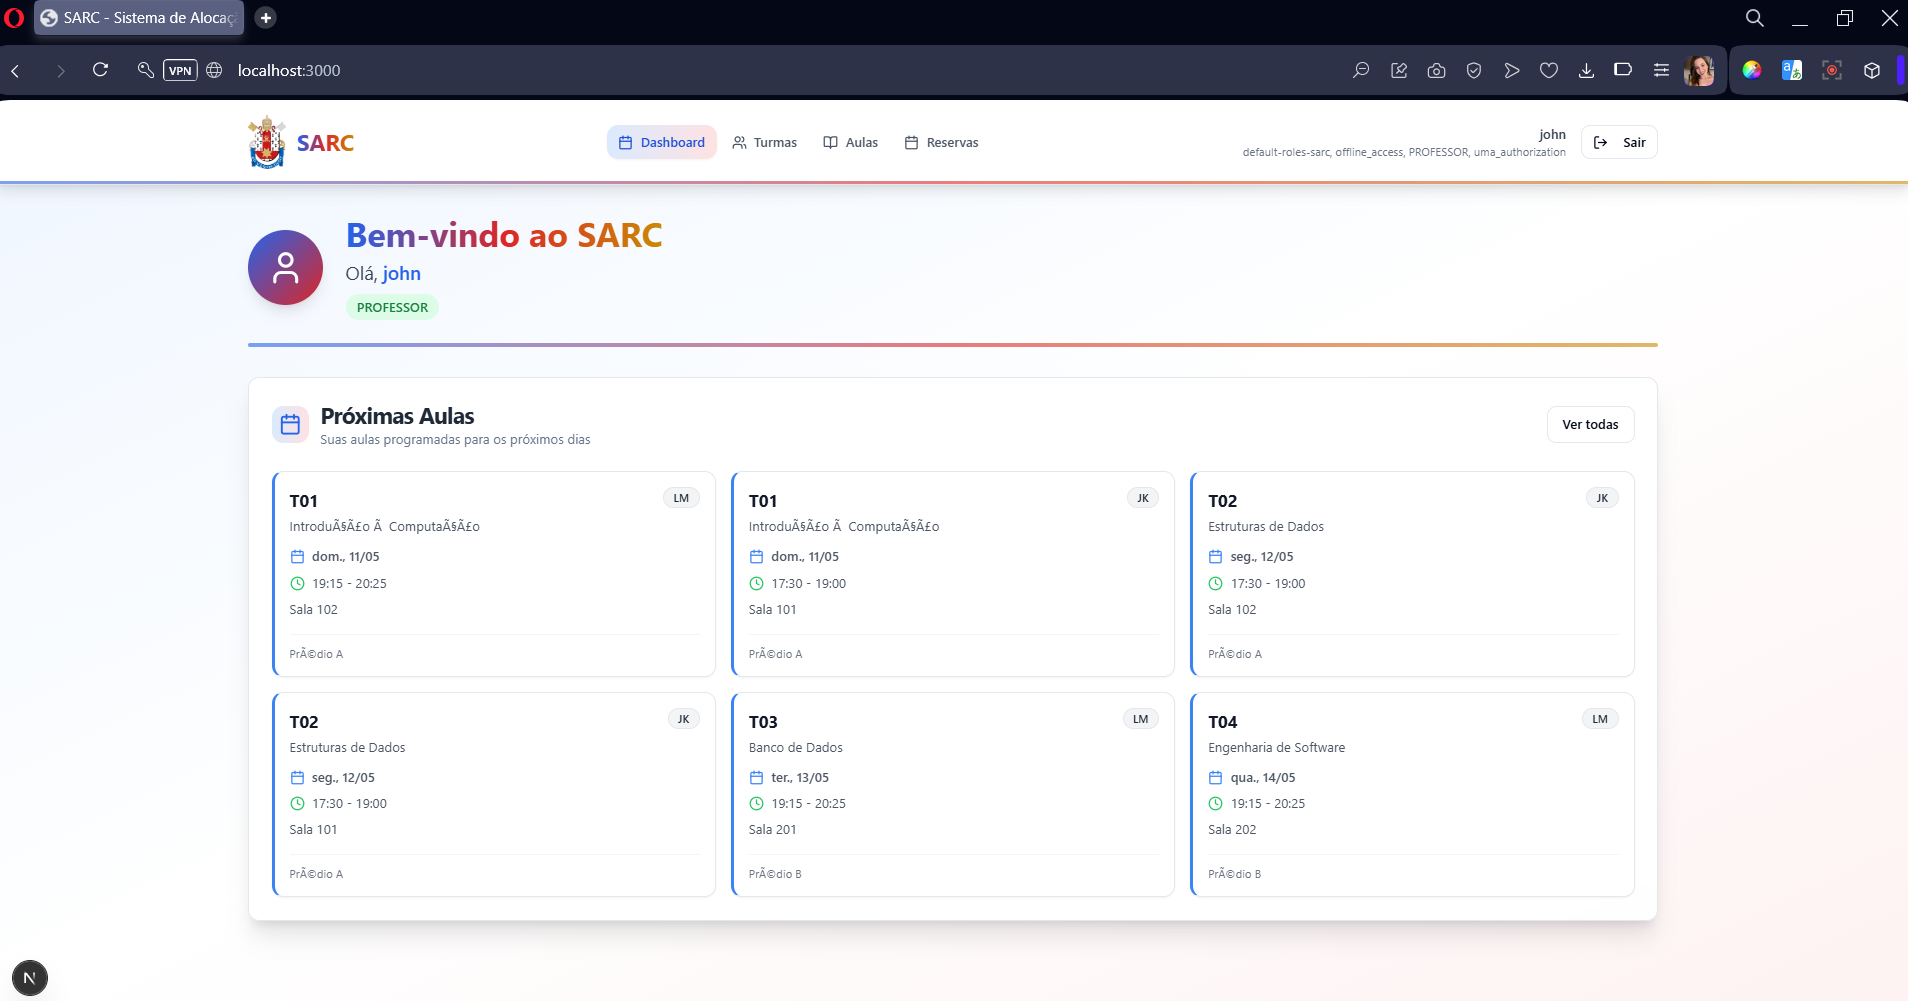 SARC - Sistema de Alocaç
VPN
localhost:3000
SARC
Dashboard
Turmas
Aulas
Reservas
john
default-roles-sarc, offline_access, PROFESSOR, uma_authorization
Sair
Bem-vindo ao SARC
Olá, john
PROFESSOR
Próximas Aulas
Suas aulas programadas para os próximos dias
Ver todas
T01
LM
IntroduÃ§Ã£o Ã  ComputaÃ§Ã£o
dom., 11/05
19:15 - 20:25
Sala 102
PrÃ©dio A
T01
JK
IntroduÃ§Ã£o Ã  ComputaÃ§Ã£o
dom., 11/05
17:30 - 19:00
Sala 101
PrÃ©dio A
T02
JK
Estruturas de Dados
seg., 12/05
17:30 - 19:00
Sala 102
PrÃ©dio A
T02
JK
Estruturas de Dados
seg., 12/05
17:30 - 19:00
Sala 101
PrÃ©dio A
T03
LM
Banco de Dados
ter., 13/05
19:15 - 20:25
Sala 201
PrÃ©dio B
T04
LM
Engenharia de Software
qua., 14/05
19:15 - 20:25
Sala 202
PrÃ©dio B
N